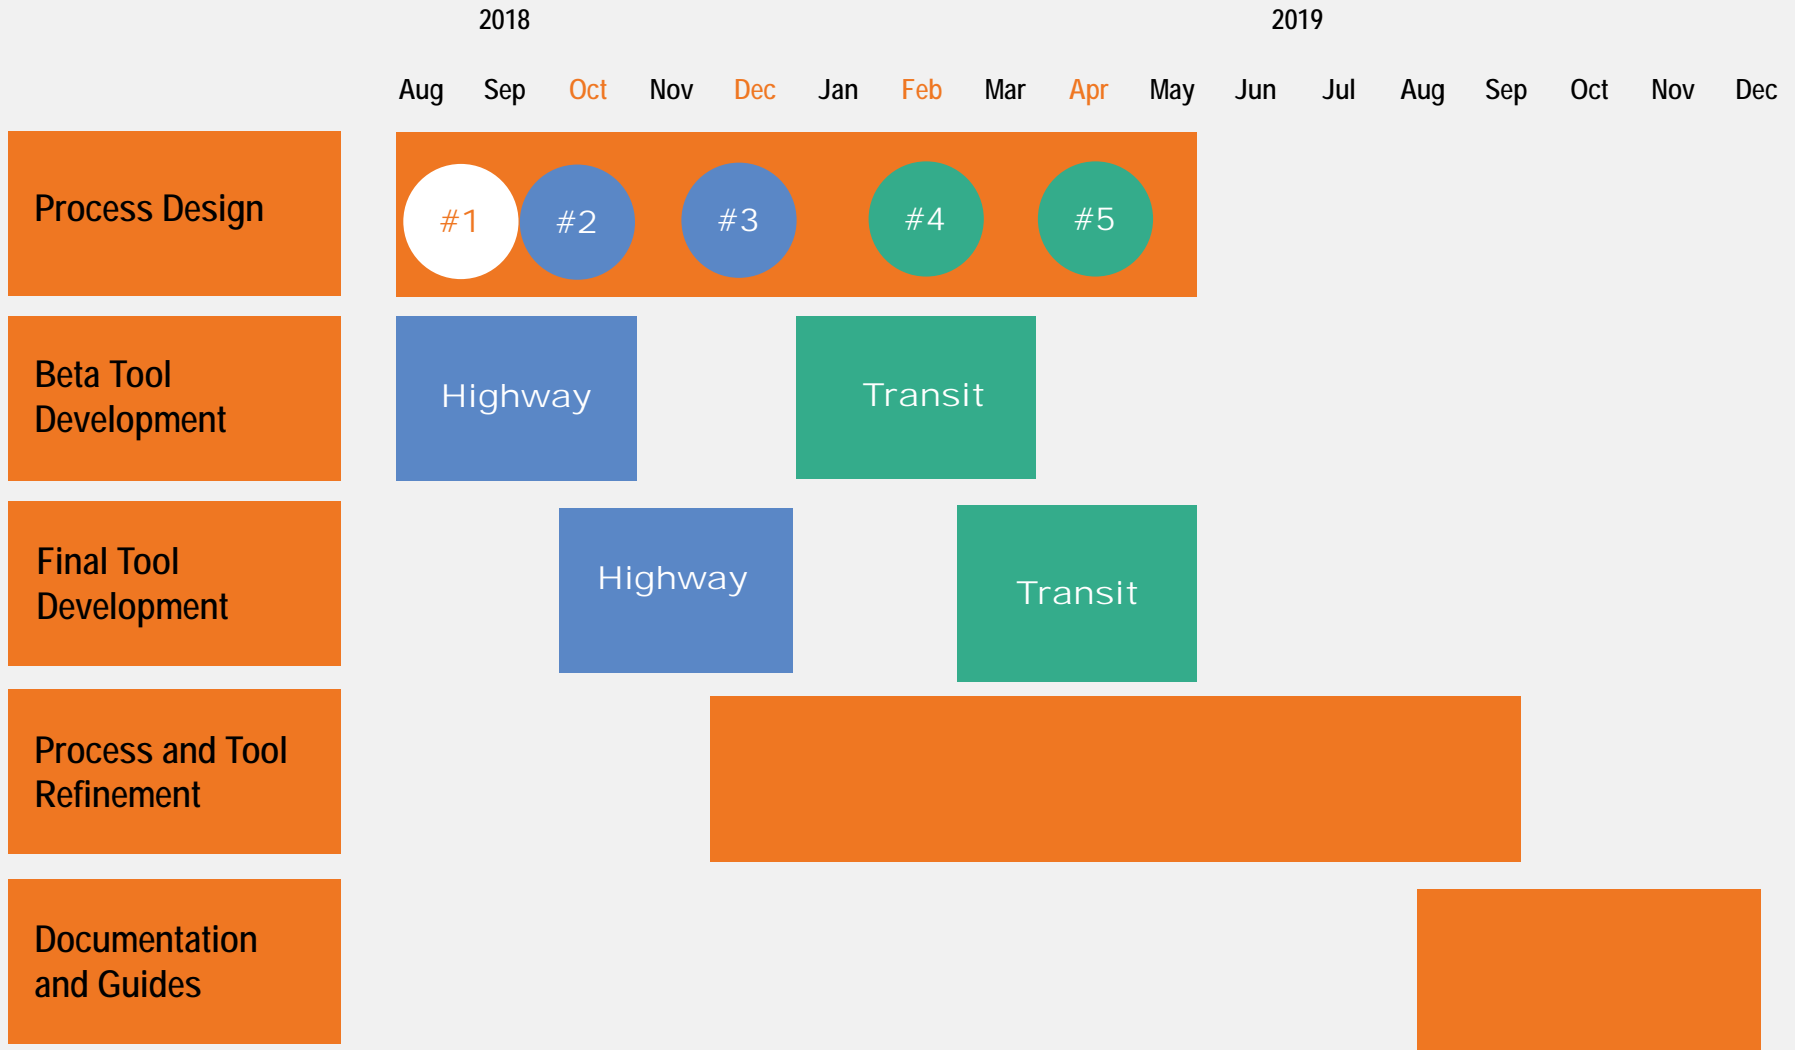 2018 2019
Aug Sep Oct Nov Dec Jan Feb Mar Apr May Jun Jul Aug Sep Oct Nov Dec
Process Design
#1 #2 #3 #4 #5
Beta Tool
Development
Highway Transit
Final Tool
Development
Highway Transit
Process and Tool
Refinement
Documentation
and Guides